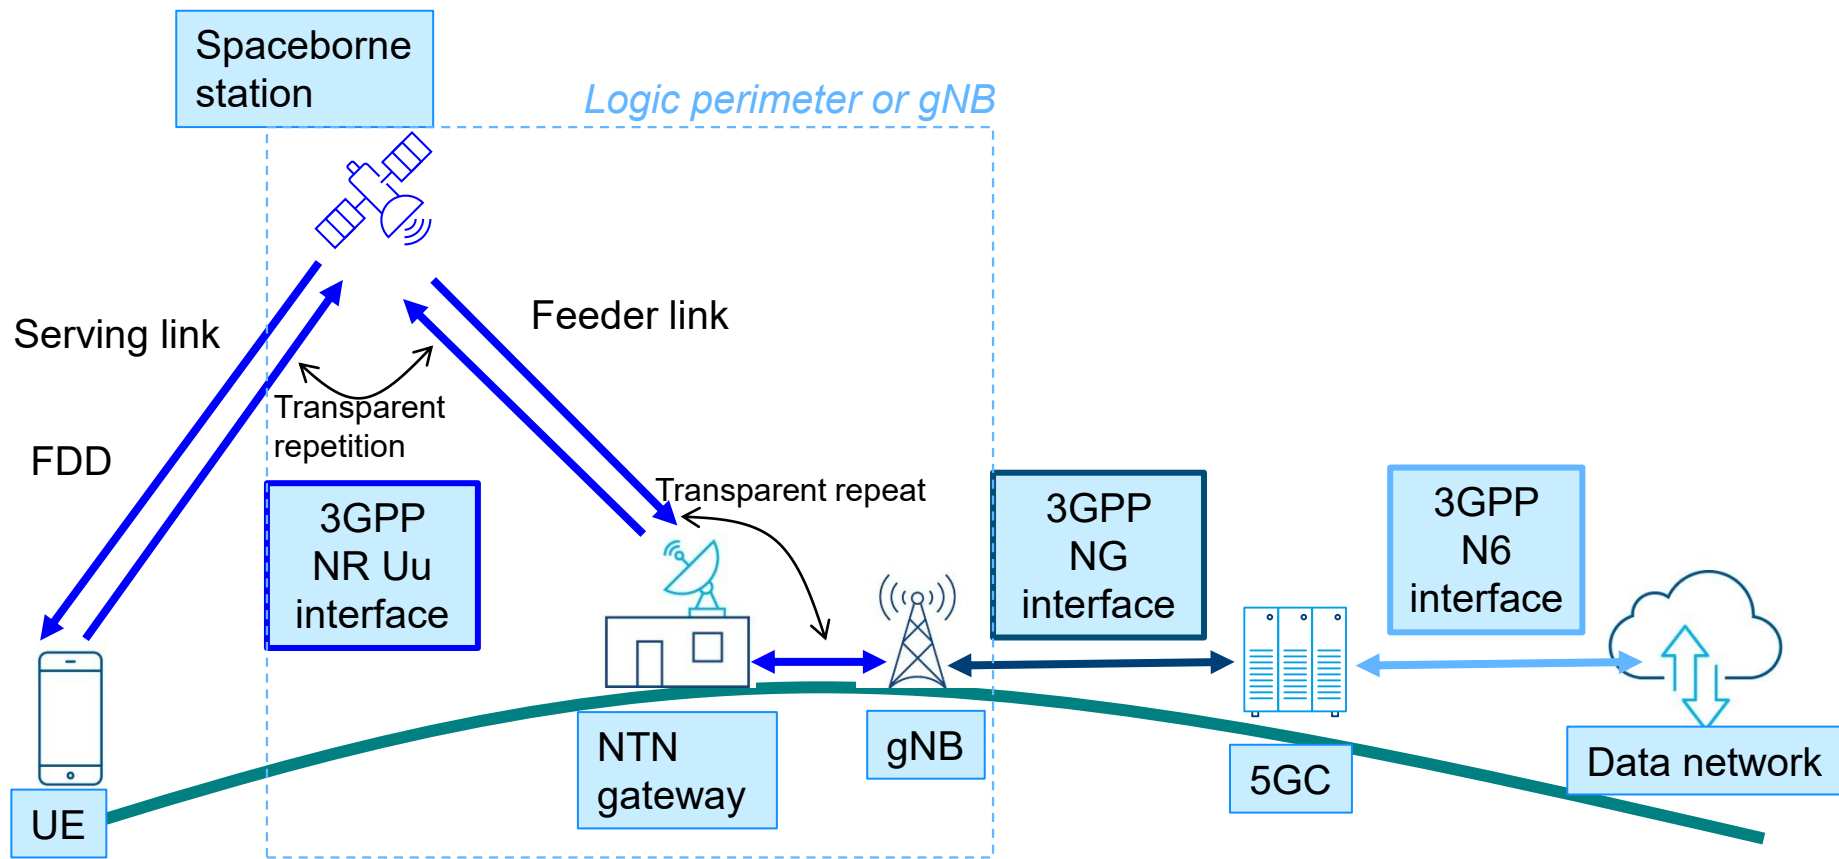 Spaceborne
station
Logic perimeter or gNB
Serving link
Feeder link
Transparent
repetition
FDD
Transparent repeat
3GPP
NR Uu
interface
3GPP
NG
interface
3GPP
N6
interface
NTN
gateway
gNB
5GC
Data network
UE